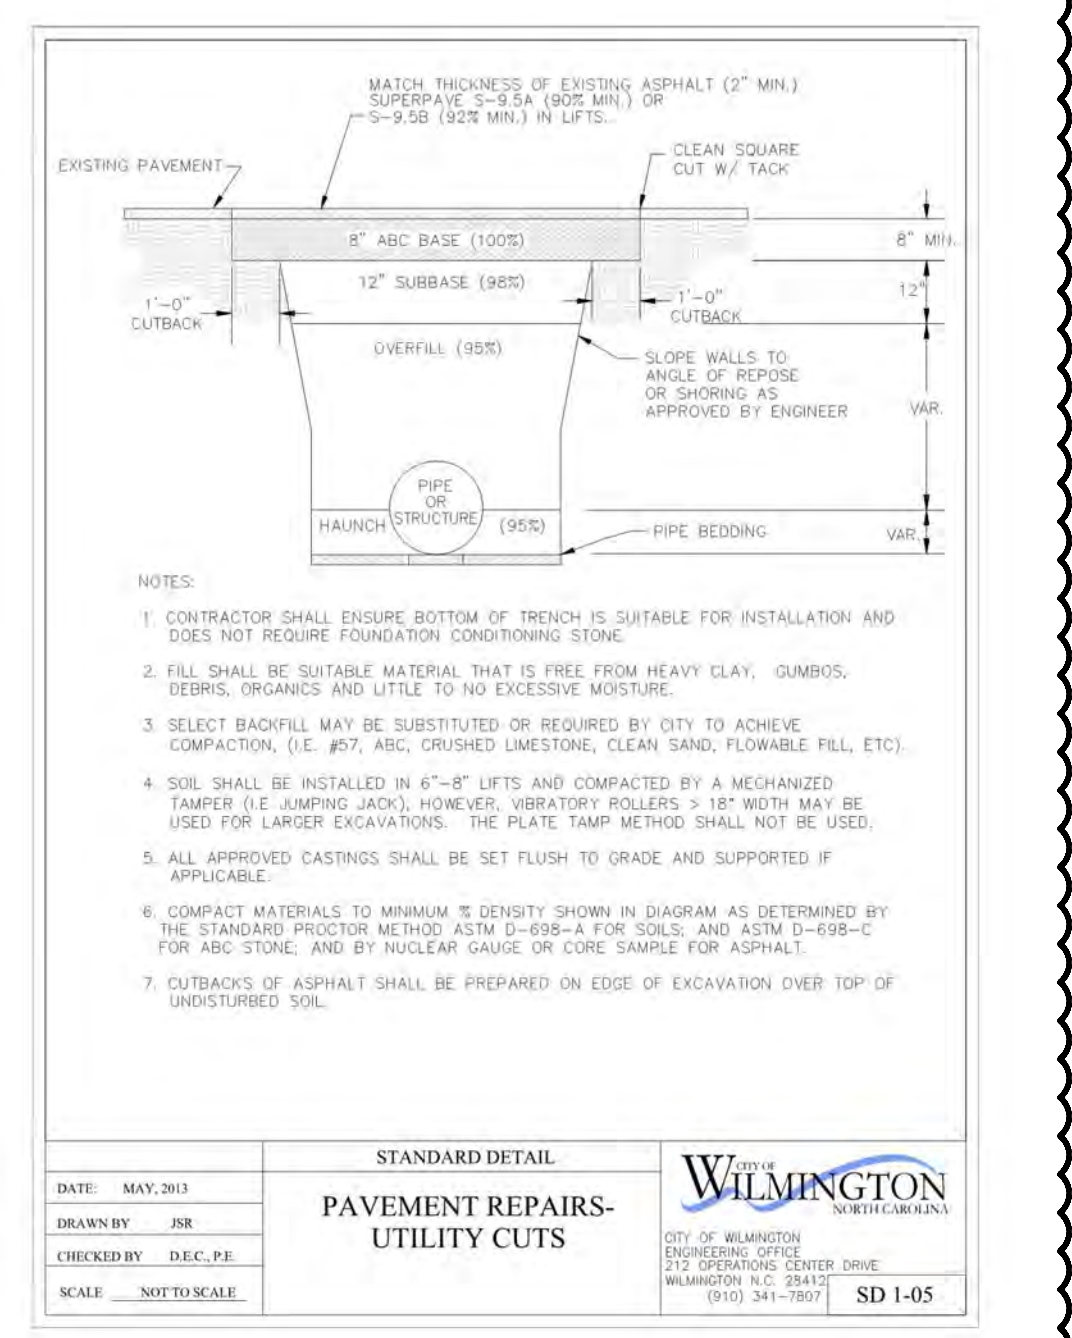 MATCH THICKNESS OF EXISTING ASPHALT (2" MIN.)
SUPERPAVE S-9.5A (90% MIN.) OR
S-9.5B (92% MIN.) IN LIFTS.
EXISTING PAVEMENT
CLEAN SQUARE
CUT W/ TACK
8" ABC BASE (100%)
8" MIN.
12" SUBBASE (98%)
12"
1'-0"
CUTBACK
1'-0"
CUTBACK
OVERFILL (95%)
SLOPE WALLS TO
ANGLE OF REPOSE
OR SHORING AS
APPROVED BY ENGINEER
VAR.
PIPE
OR
STRUCTURE
HAUNCH
(95%)
PIPE BEDDING
VAR.
NOTES:
1. CONTRACTOR SHALL ENSURE BOTTOM OF TRENCH IS SUITABLE FOR INSTALLATION AND
DOES NOT REQUIRE FOUNDATION CONDITIONING STONE
2. FILL SHALL BE SUITABLE MATERIAL THAT IS FREE FROM HEAVY CLAY, GUMBOS,
DEBRIS, ORGANICS AND LITTLE TO NO EXCESSIVE MOISTURE.
3. SELECT BACKFILL MAY BE SUBSTITUTED OR REQUIRED BY CITY TO ACHIEVE
COMPACTION, (I.E. #57, ABC, CRUSHED LIMESTONE, CLEAN SAND, FLOWABLE FILL, ETC).
4. SOIL SHALL BE INSTALLED IN 6"-8" LIFTS AND COMPACTED BY A MECHANIZED
TAMPER (I.E JUMPING JACK), HOWEVER, VIBRATORY ROLLERS > 18" WIDTH MAY BE
USED FOR LARGER EXCAVATIONS. THE PLATE TAMP METHOD SHALL NOT BE USED.
5. ALL APPROVED CASTINGS SHALL BE SET FLUSH TO GRADE AND SUPPORTED IF
APPLICABLE.
6. COMPACT MATERIALS TO MINIMUM % DENSITY SHOWN IN DIAGRAM AS DETERMINED BY
THE STANDARD PROCTOR METHOD ASTM D-698-A FOR SOILS; AND ASTM D-698-C
FOR ABC STONE; AND BY NUCLEAR GAUGE OR CORE SAMPLE FOR ASPHALT.
7. CUTBACKS OF ASPHALT SHALL BE PREPARED ON EDGE OF EXCAVATION OVER TOP OF
UNDISTURBED SOIL.
STANDARD DETAIL
DATE: MAY, 2013
DRAWN BY JSR
CHECKED BY D.E.C., P.E.
SCALE NOT TO SCALE
PAVEMENT REPAIRS-
UTILITY CUTS
CITY OF
WILMINGTON
NORTH CAROLINA
CITY OF WILMINGTON
ENGINEERING OFFICE
212 OPERATIONS CENTER DRIVE
WILMINGTON N.C. 28412
(910) 341-7807
SD 1-05